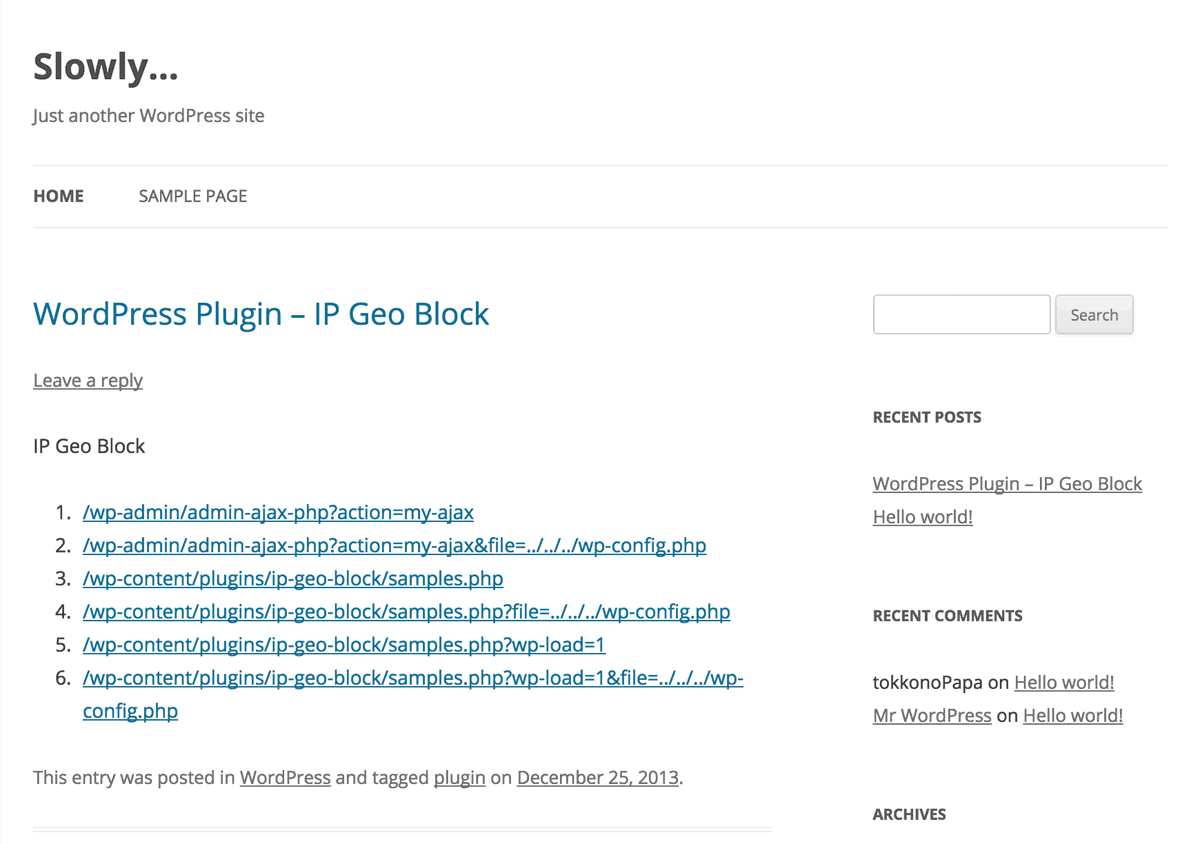 Slowly...
Just another WordPress site
HOME
SAMPLE PAGE
WordPress Plugin – IP Geo Block
Leave a reply
IP Geo Block
1. /wp-admin/admin-ajax-php?action=my-ajax
2. /wp-admin/admin-ajax-php?action=my-ajax&file=../../../wp-config.php
3. /wp-content/plugins/ip-geo-block/samples.php
4. /wp-content/plugins/ip-geo-block/samples.php?file=../../../wp-config.php
5. /wp-content/plugins/ip-geo-block/samples.php?wp-load=1
6. /wp-content/plugins/ip-geo-block/samples.php?wp-load=1&file=../../../wp-
config.php
This entry was posted in WordPress and tagged plugin on December 25, 2013.
Search
RECENT POSTS
WordPress Plugin – IP Geo Block
Hello world!
RECENT COMMENTS
tokkonoPapa on Hello world!
Mr WordPress on Hello world!
ARCHIVES